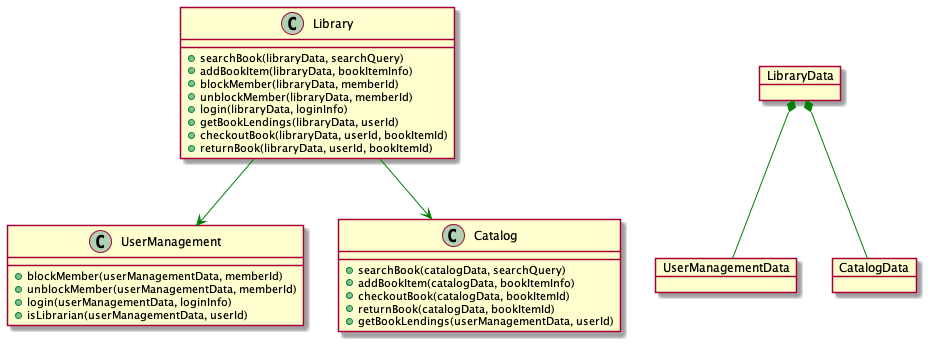 C Library
searchBook(libraryData, searchQuery)
addBookItem(libraryData, bookItemInfo)
blockMember(libraryData, memberId)
unblockMember(libraryData, memberId)
login(libraryData, loginInfo)
getBookLendings(libraryData, userId)
checkoutBook(libraryData, userId, bookItemId)
returnBook(libraryData, userId, bookItemId)
LibraryData
C UserManagement
blockMember(userManagementData, memberId)
unblockMember(userManagementData, memberId)
login(userManagementData, loginInfo)
isLibrarian(userManagementData, userId)
C Catalog
searchBook(catalogData, searchQuery)
addBookItem(catalogData, bookItemInfo)
checkoutBook(catalogData, bookItemId)
returnBook(catalogData, bookItemId)
getBookLendings(userManagementData, userId)
UserManagementData
CatalogData